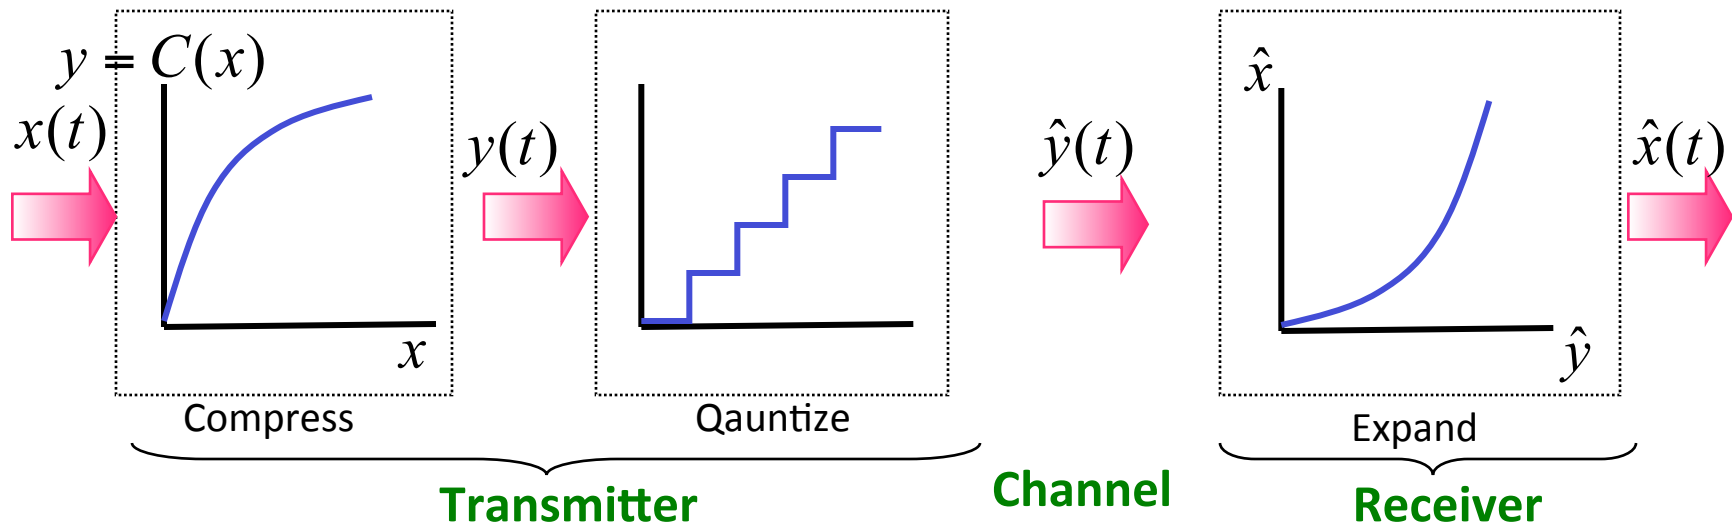 y = C(x)
x(t)
x
Compress
y(t)
Qauntize
ŷ(t)
x̂
ŷ
Expand
x̂(t)
Transmitter
Channel
Receiver